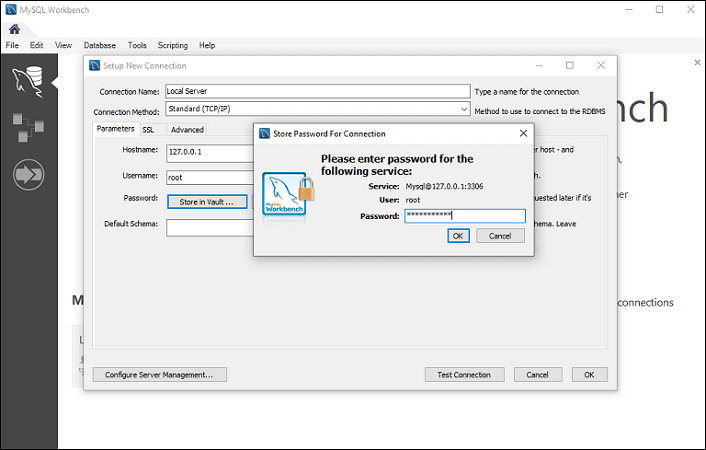 MySQL Workbench
File Edit View Database Tools Scripting Help
Setup New Connection
Connection Name: Local Server Type a name for the connection
Connection Method: Standard (TCP/IP) Method to use to connect to the RDBMS
Parameters SSL Advanced
Hostname: 127.0.0.1 host - and
Username: root
Password: Store in Vault ... later if it's
Default Schema: Leave
Store Password For Connection
Please enter password for the
following service:
Service: Mysql@127.0.0.1:3306
User: root
Password: ***********
OK Cancel
MySQL
Workbench
nch
connections
Configure Server Management... Test Connection Cancel OK